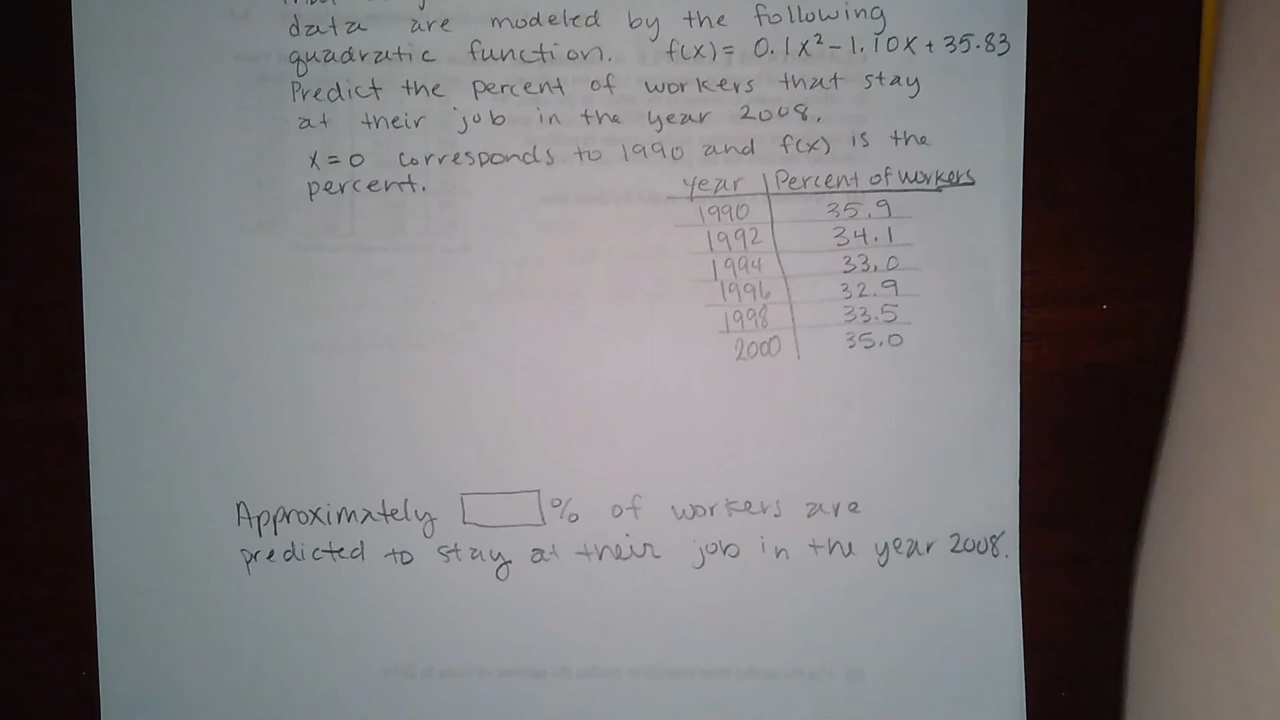 data are modeled by the following
quadratic function. f(x) = 0.1x² - 1.10x + 35.83
Predict the percent of workers that stay
at their job in the year 2008.
x = 0 corresponds to 1990 and f(x) is the
percent.
year Percent of workers
1990 35.9
1992 34.1
1994 33.0
1996 32.9
1998 33.5
2000 35.0
Approximately % of workers are
predicted to stay at their job in the year 2008.